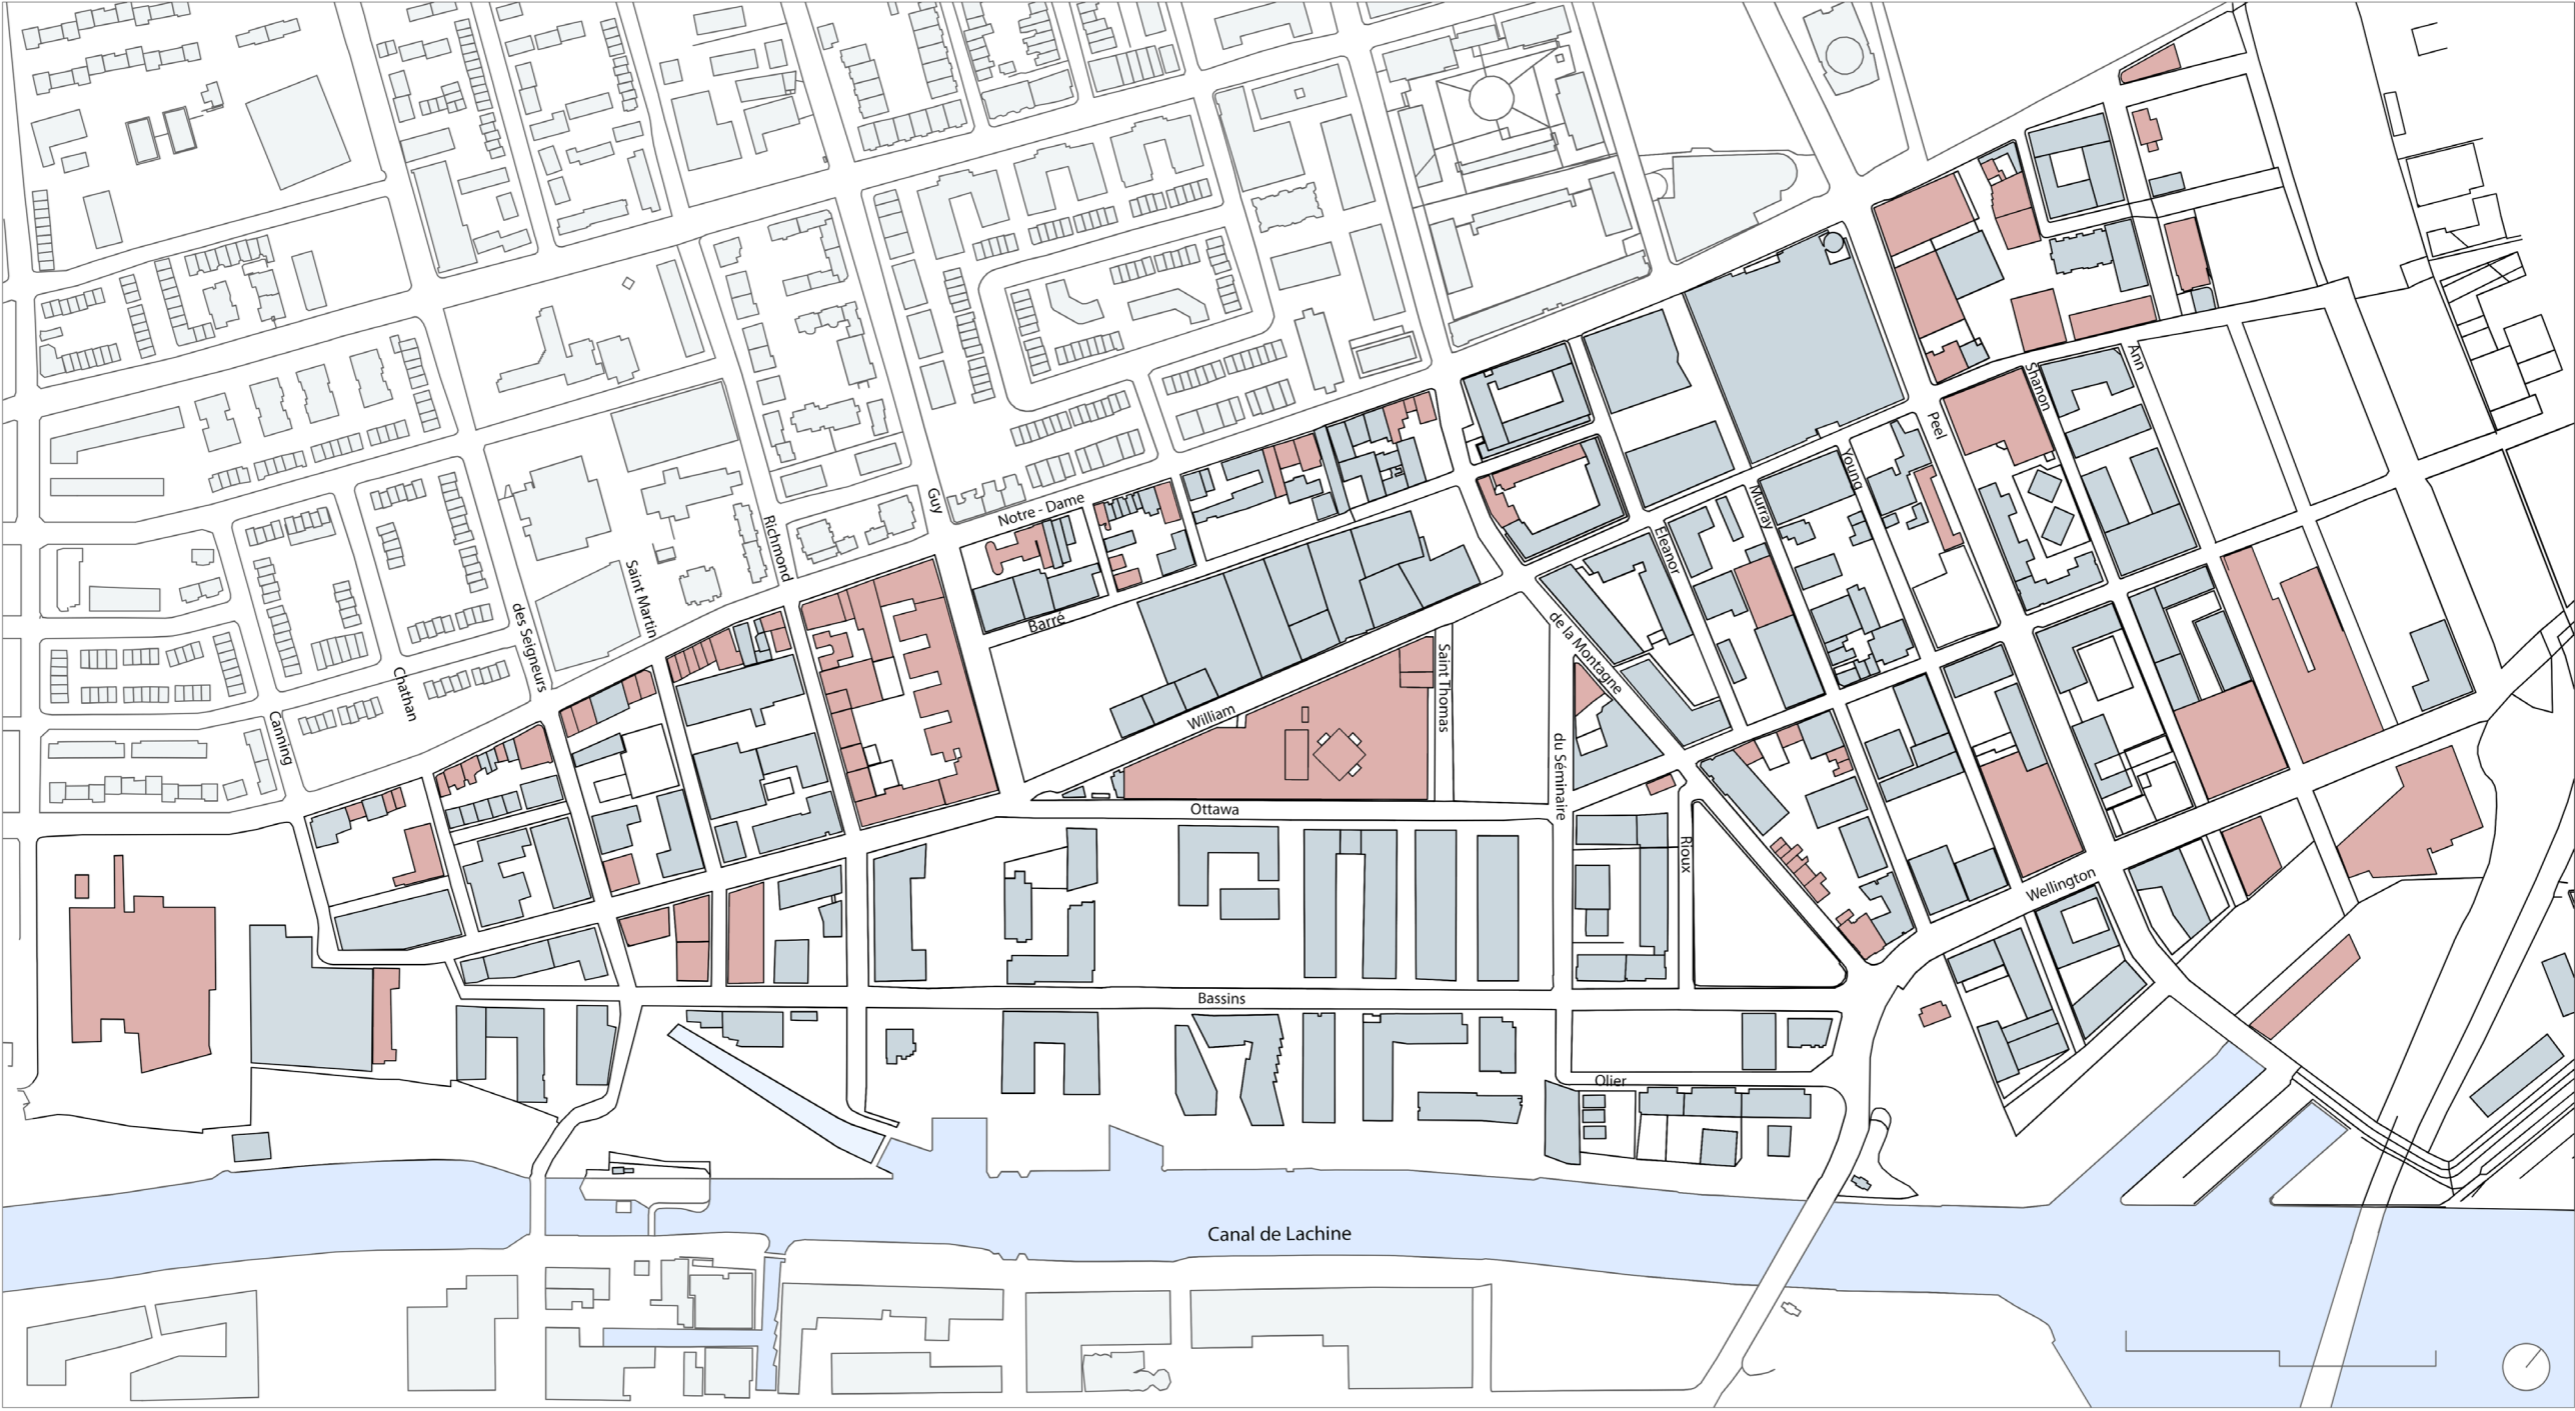 Ann
Shanon
Peel
Young
Murray
Notre - Dame
Guy
Richmond
Eleanor
Saint Martin
des Seigneurs
Barré
de la Montagne
Chathan
Saint Thomas
William
Canning
du Séminaire
Ottawa
Rioux
Wellington
Bassins
Olier
Canal de Lachine